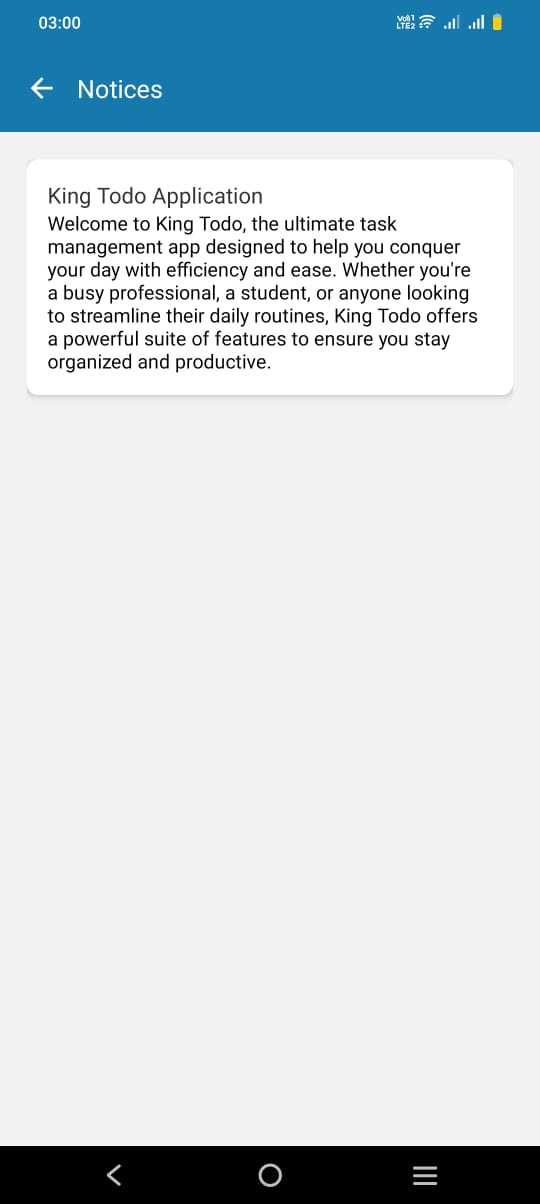 03:00
Vo)) 1
LTE2
Notices
King Todo Application
Welcome to King Todo, the ultimate task
management app designed to help you conquer
your day with efficiency and ease. Whether you're
a busy professional, a student, or anyone looking
to streamline their daily routines, King Todo offers
a powerful suite of features to ensure you stay
organized and productive.